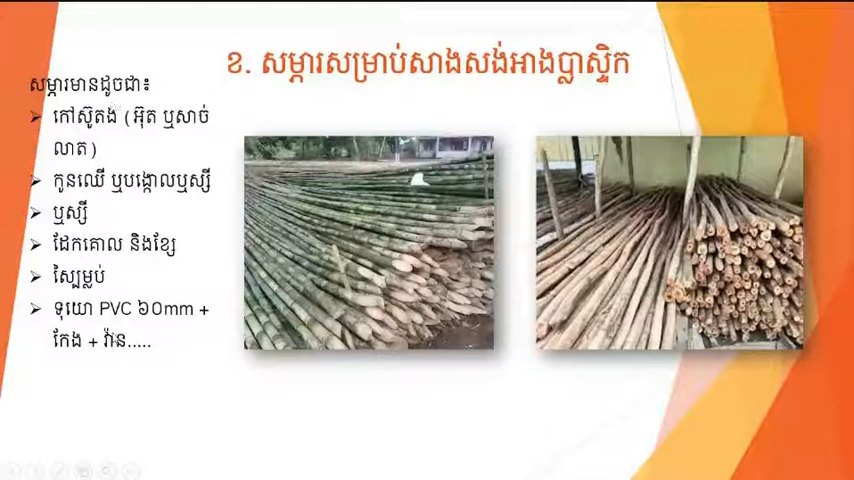 ខ. សម្ភារសម្រាប់សាងសង់អាងប្លាស្ទិក
សម្ភារមានដូចជា៖
➢ កៅស៊ូតង់ (អ៊ុត ឬសាច់
លាត)
➢ កូនឈើ ឬបង្គោលឬស្សី
➢ ឬស្សី
➢ ដែកគោល និងខ្សែ
➢ ស្បៃម្លប់
➢ ទុយោ PVC ៦០mm +
កែង + វ៉ាន.....